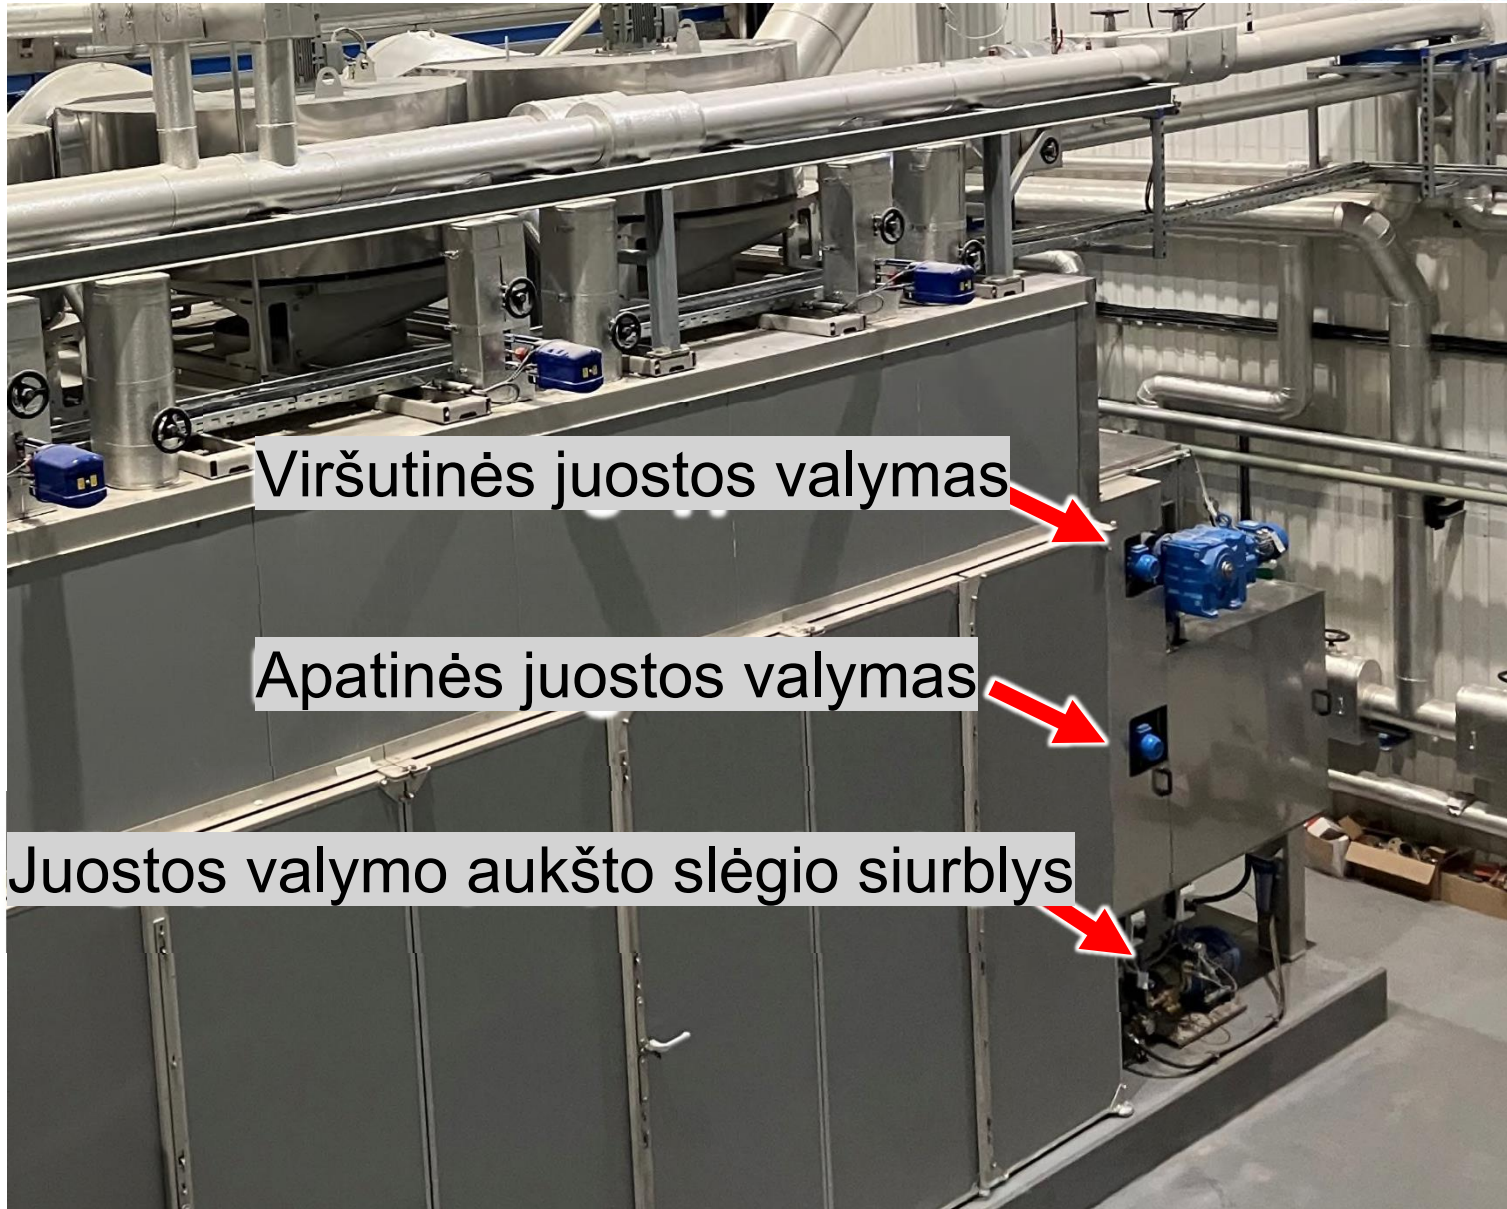 Viršutinės juostos valymas
Apatinės juostos valymas
Juostos valymo aukšto slėgio siurblys